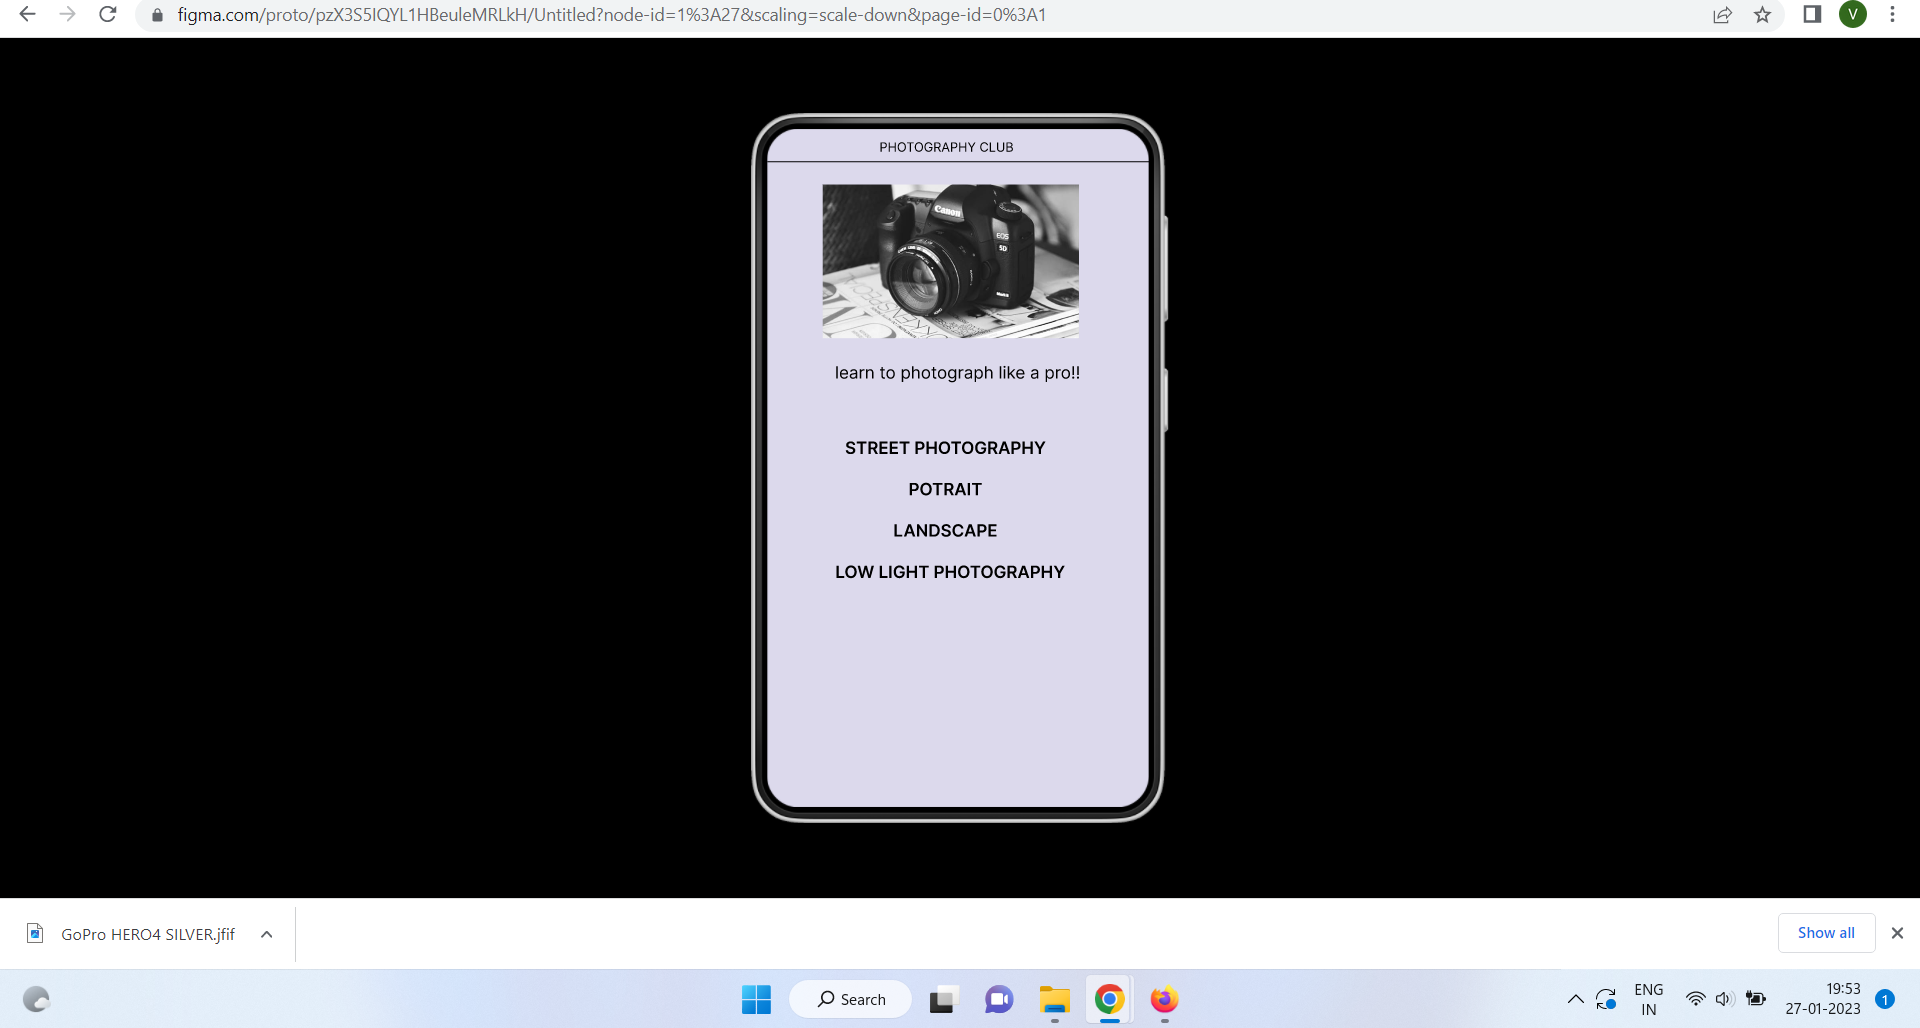 figma.com/proto/pzX3S5IQYL1HBeuleMRLkH/Untitled?node-id=1%3A27&scaling=scale-down&page-id=0%3A1
V
PHOTOGRAPHY CLUB
Canon
EOS
5D
learn to photograph like a pro!!
STREET PHOTOGRAPHY
POTRAIT
LANDSCAPE
LOW LIGHT PHOTOGRAPHY
GoPro HERO4 SILVER.jfif
Show all
Search
ENG
IN
19:53
27-01-2023
1